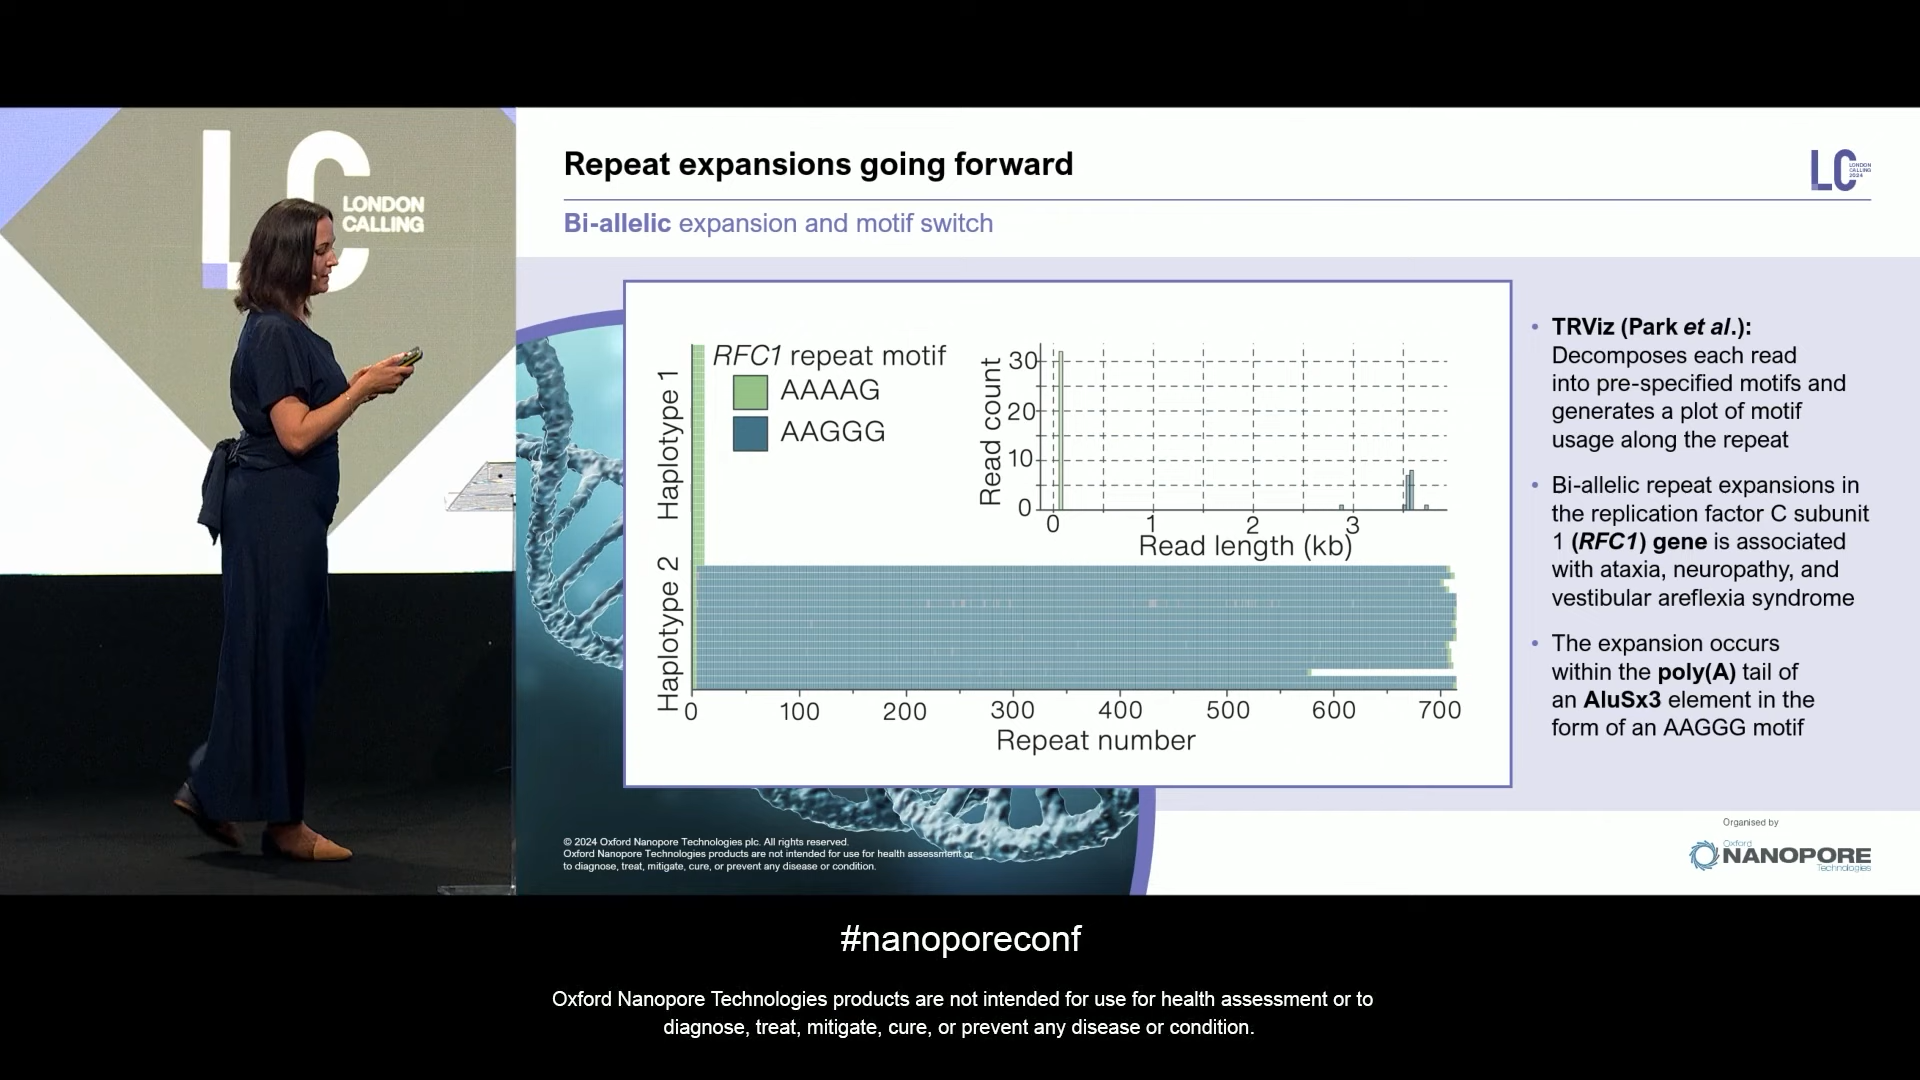 LC
LONDON
CALLING
Repeat expansions going forward
LC
LONDON
CALLING
2024
Bi-allelic expansion and motif switch
RFC1 repeat motif
AAAAG
AAGGG
Haplotype 1
Haplotype 2
Read count
30
20
10
0
0 1 2 3
Read length (kb)
0 100 200 300 400 500 600 700
Repeat number
• TRViz (Park et al.):
Decomposes each read
into pre-specified motifs and
generates a plot of motif
usage along the repeat
• Bi-allelic repeat expansions in
the replication factor C subunit
1 (RFC1) gene is associated
with ataxia, neuropathy, and
vestibular areflexia syndrome
• The expansion occurs
within the poly(A) tail of
an AluSx3 element in the
form of an AAGGG motif
© 2024 Oxford Nanopore Technologies plc. All rights reserved.
Oxford Nanopore Technologies products are not intended for use for health assessment or
to diagnose, treat, mitigate, cure, or prevent any disease or condition.
Organised by
Oxford
NANOPORE
Technologies
#nanoporeconf
Oxford Nanopore Technologies products are not intended for use for health assessment or to
diagnose, treat, mitigate, cure, or prevent any disease or condition.